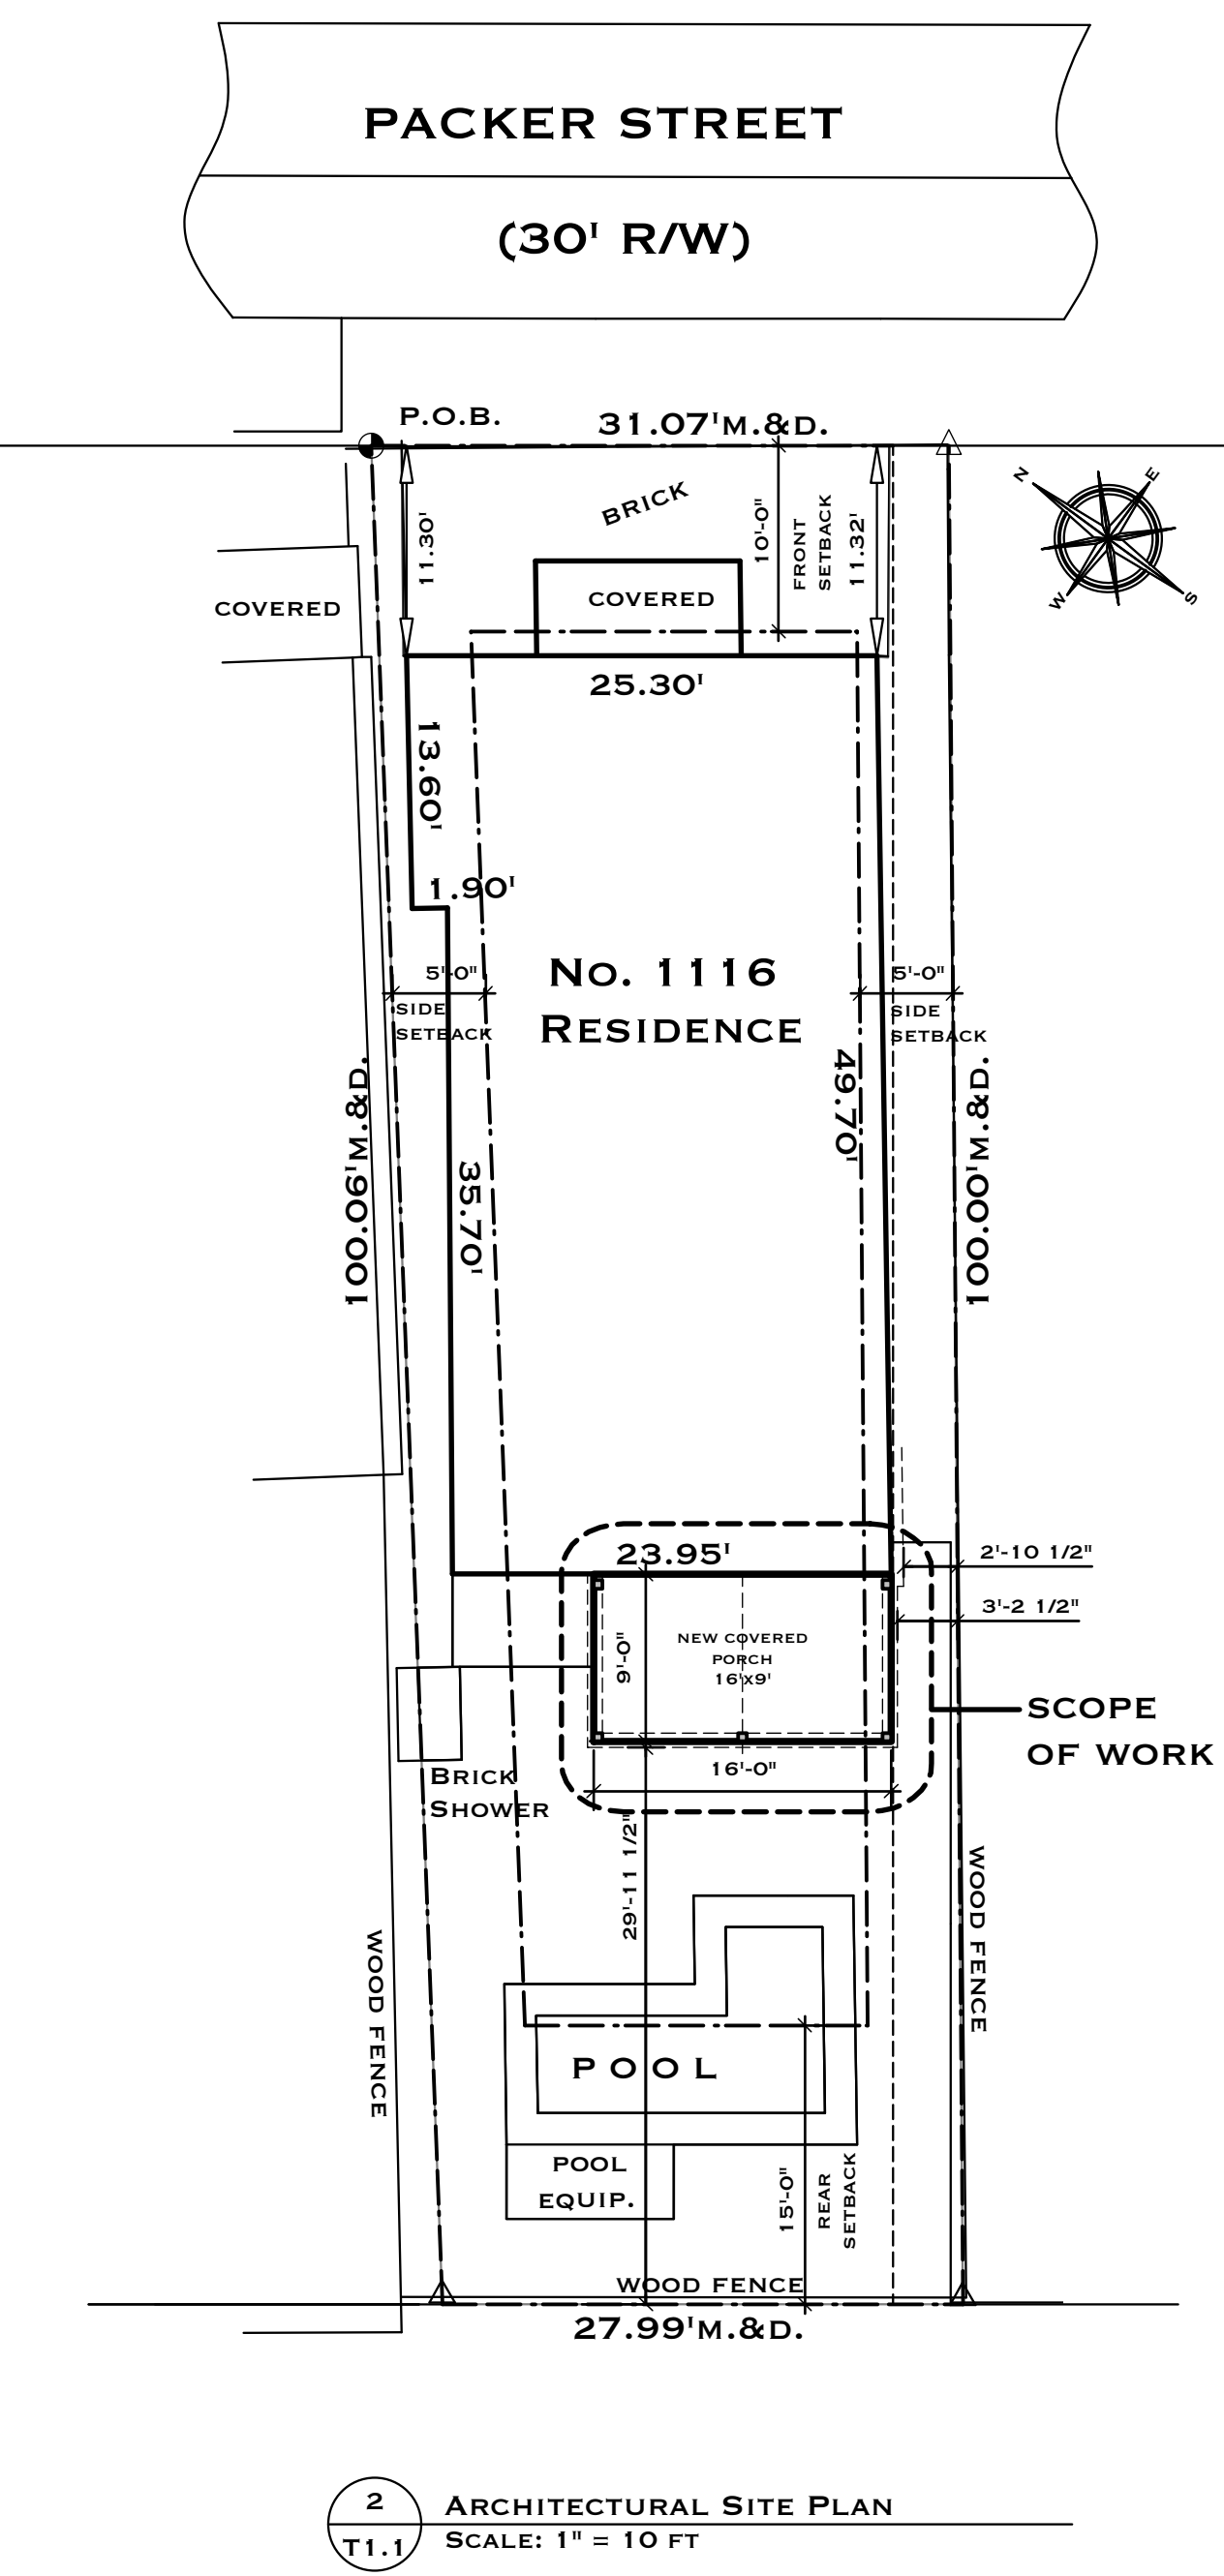 PACKER STREET
(30' R/W)
P.O.B.
31.07'M.&D.
N
E
W
S
BRICK
11.30'
10'-0"
FRONT
SETBACK
11.32'
COVERED
COVERED
25.30'
13.60'
1.90'
No. 1116
RESIDENCE
5'-0"
SIDE
SETBACK
5'-0"
SIDE
SETBACK
100.06'M.&D.
35.70'
49.70'
100.00'M.&D.
23.95'
2'-10 1/2"
3'-2 1/2"
9'-0"
NEW COVERED
PORCH
16'x9'
SCOPE
OF WORK
16'-0"
BRICK
SHOWER
29'-11 1/2"
WOOD FENCE
WOOD FENCE
POOL
POOL
EQUIP.
15'-0"
REAR
SETBACK
WOOD FENCE
27.99'M.&D.
2
T1.1
ARCHITECTURAL SITE PLAN
SCALE: 1" = 10 FT